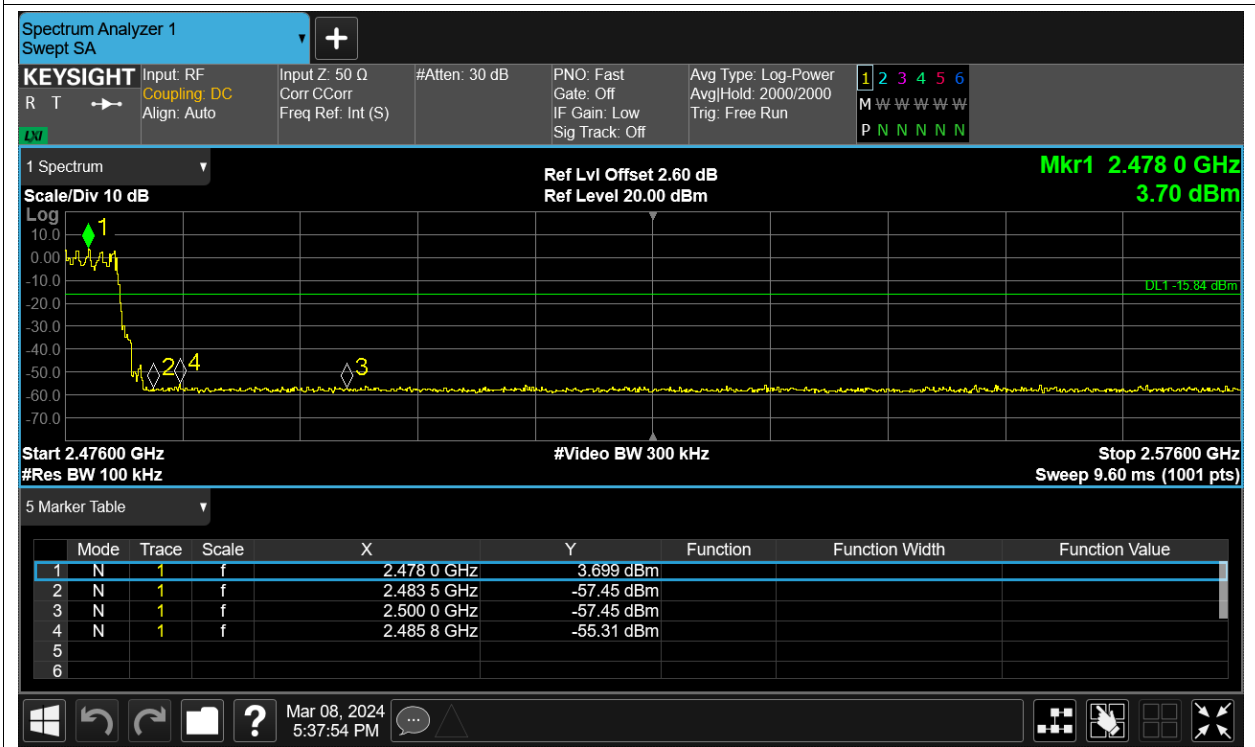 Spectrum Analyzer 1
Swept SA
+
KEYSIGHT
R T
LXI
Input: RF
Coupling: DC
Align: Auto
Input Z: 50 Ω
Corr CCorr
Freq Ref: Int (S)
#Atten: 30 dB
PNO: Fast
Gate: Off
IF Gain: Low
Sig Track: Off
Avg Type: Log-Power
Avg|Hold: 2000/2000
Trig: Free Run
1 2 3 4 5 6
M W W W W W
P N N N N N
1 Spectrum
Scale/Div 10 dB
Ref Lvl Offset 2.60 dB
Ref Level 20.00 dBm
Mkr1 2.478 0 GHz
3.70 dBm
Log
10.0
0.00
-10.0
-20.0
-30.0
-40.0
-50.0
-60.0
-70.0
1
2
4
3
DL1 -15.84 dBm
Start 2.47600 GHz
#Res BW 100 kHz
#Video BW 300 kHz
Stop 2.57600 GHz
Sweep 9.60 ms (1001 pts)
5 Marker Table
Mode Trace Scale X Y Function Function Width Function Value
1 N 1 f 2.478 0 GHz 3.699 dBm
2 N 1 f 2.483 5 GHz -57.45 dBm
3 N 1 f 2.500 0 GHz -57.45 dBm
4 N 1 f 2.485 8 GHz -55.31 dBm
5
6
?
Mar 08, 2024
5:37:54 PM